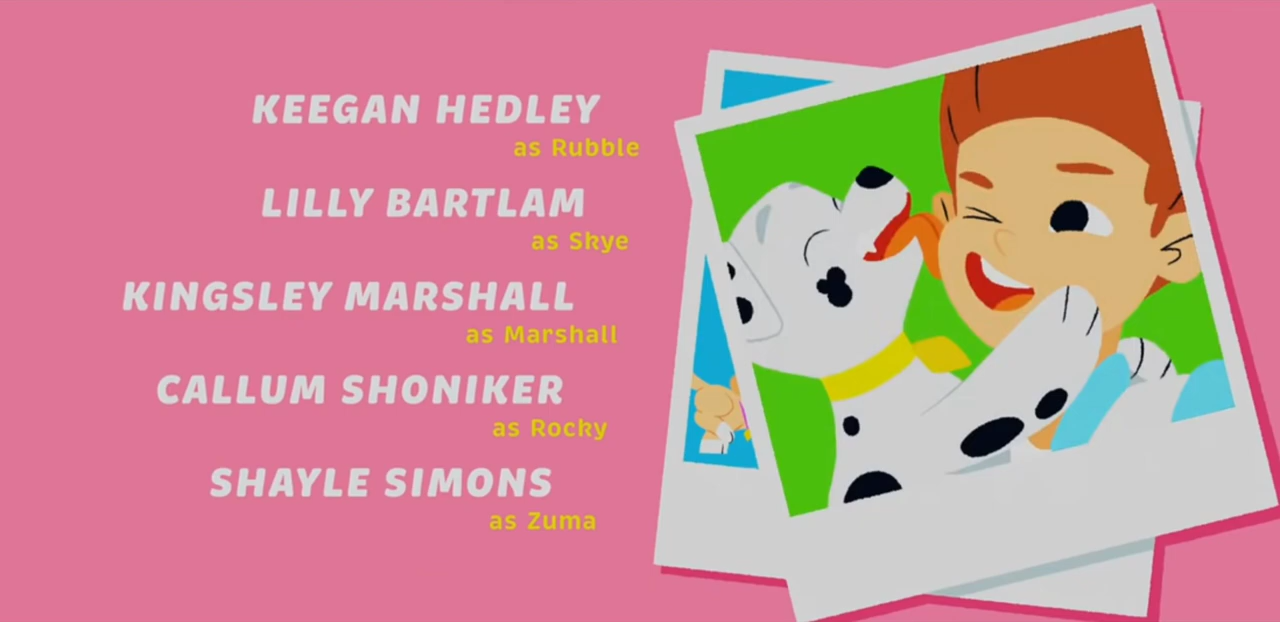 KEEGAN HEDLEY
as Rubble
LILLY BARTLAM
as Skye
KINGSLEY MARSHALL
as Marshall
CALLUM SHONIKER
as Rocky
SHAYLE SIMONS
as Zuma